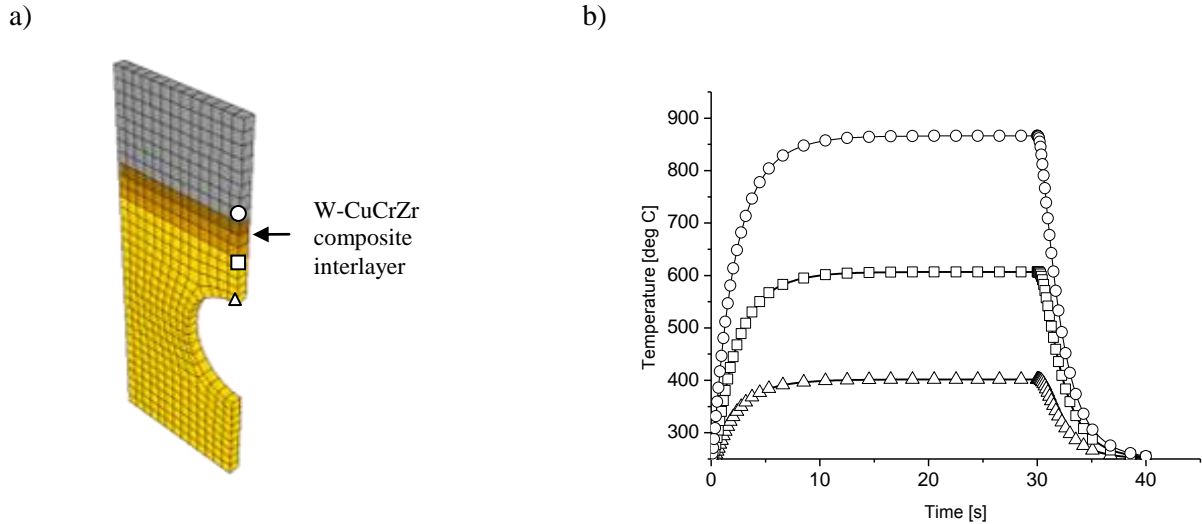 a)
b)
W-CuCrZr
composite
interlayer
Temperature [deg C]
900
800
700
600
500
400
300
0
10
20
30
40
Time [s]